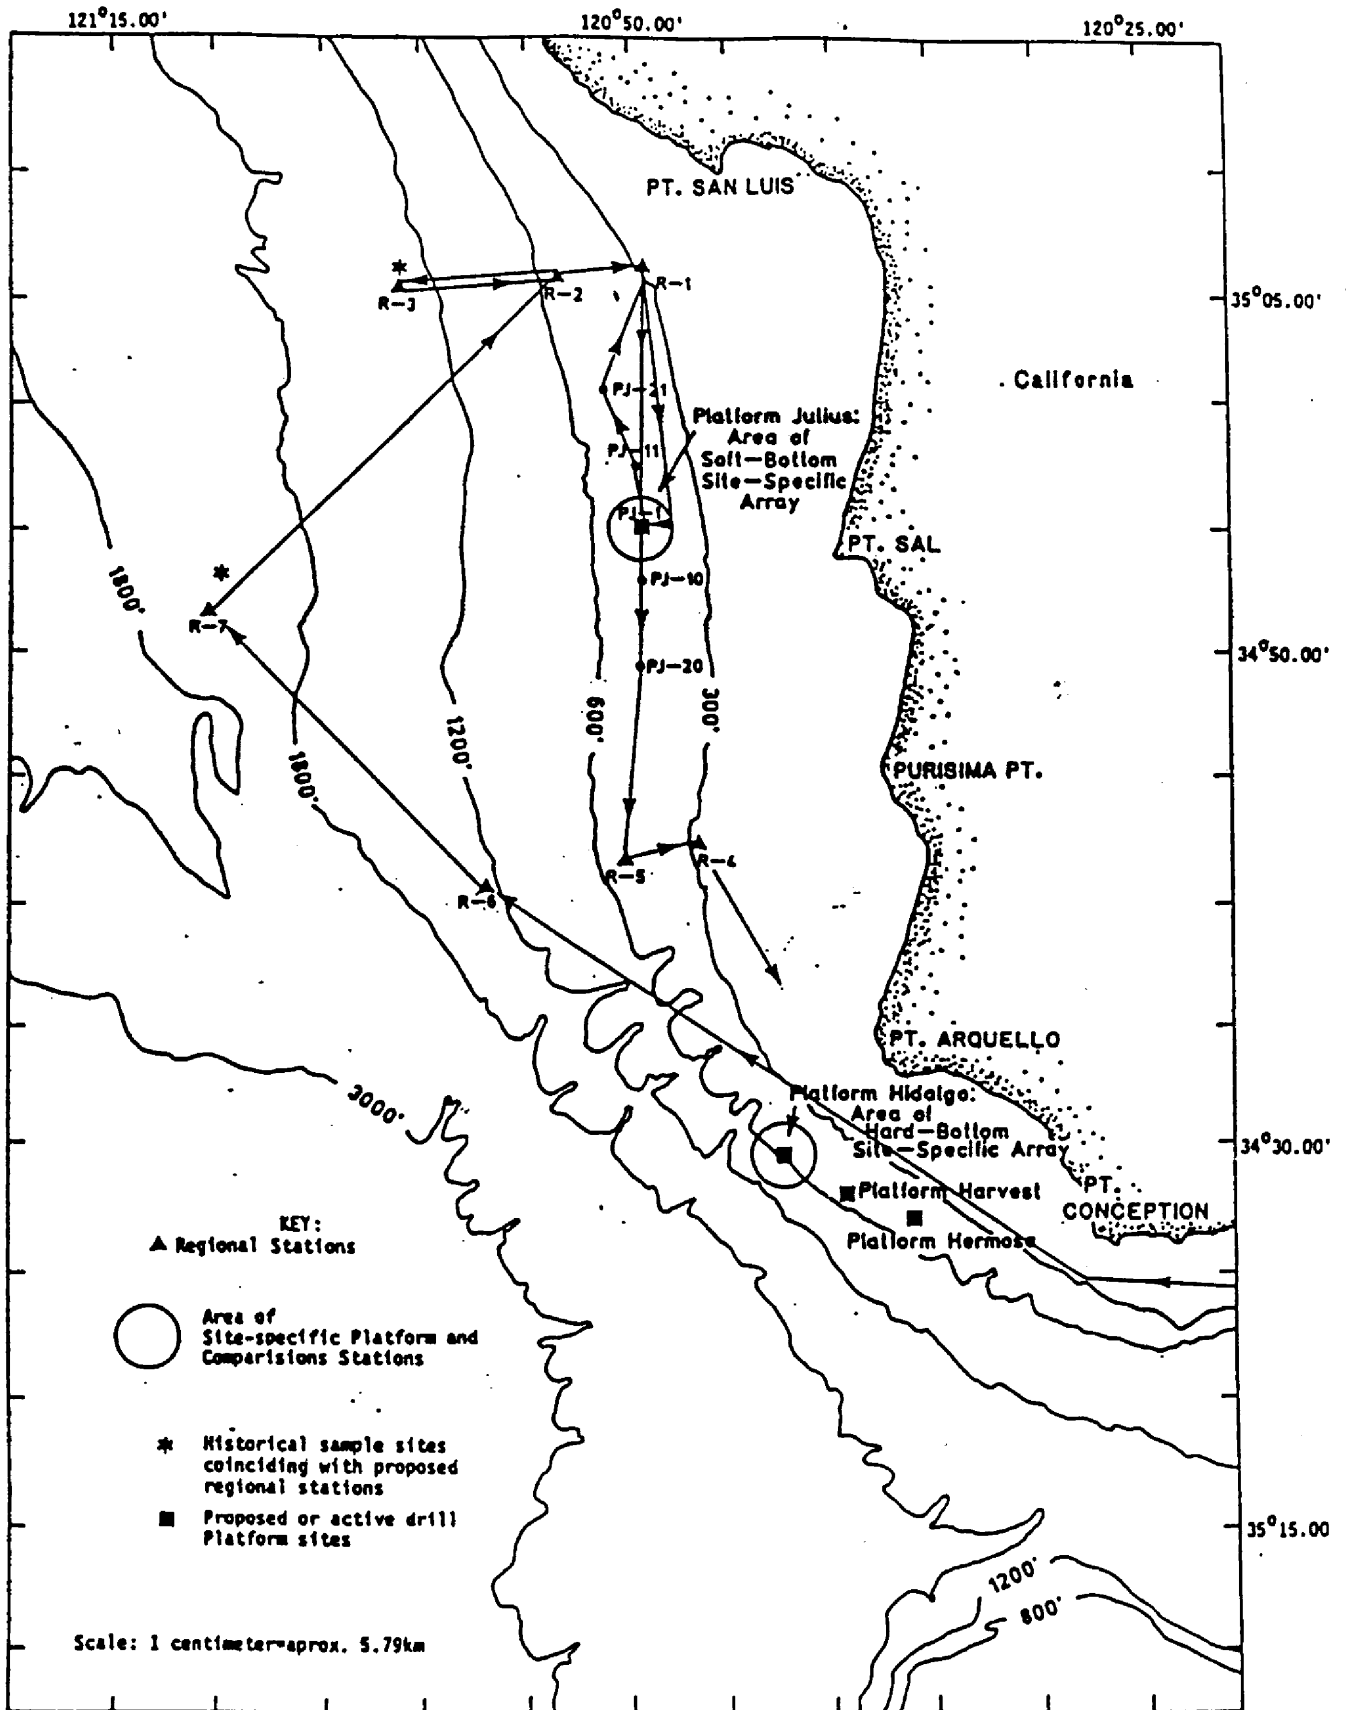 121°15.00'
120°50.00'
120°25.00'
PT. SAN LUIS
R-3
R-2
R-1
35°05.00'
California
PJ-21
Platform Julius:
Area of
Soft-Bottom
Site-Specific
Array
PJ-11
PJ-1
PT. SAL
PJ-10
1800'
R-7
PJ-20
34°50.00'
1800'
1200'
600'
300'
PURISIMA PT.
R-5
R-4
R-6
PT. ARQUELLO
3000'
Platform Hidalgo:
Area of
Hard-Bottom
Site-Specific Array
34°30.00'
Platform Harvest
PT.
CONCEPTION
Platform Hermosa
KEY:
Regional Stations
Area of
Site-specific Platform and
Comparisions Stations
* Historical sample sites
coinciding with proposed
regional stations
Proposed or active drill
Platform sites
35°15.00
1200'
800'
Scale: 1 centimeter=aprox. 5.79km